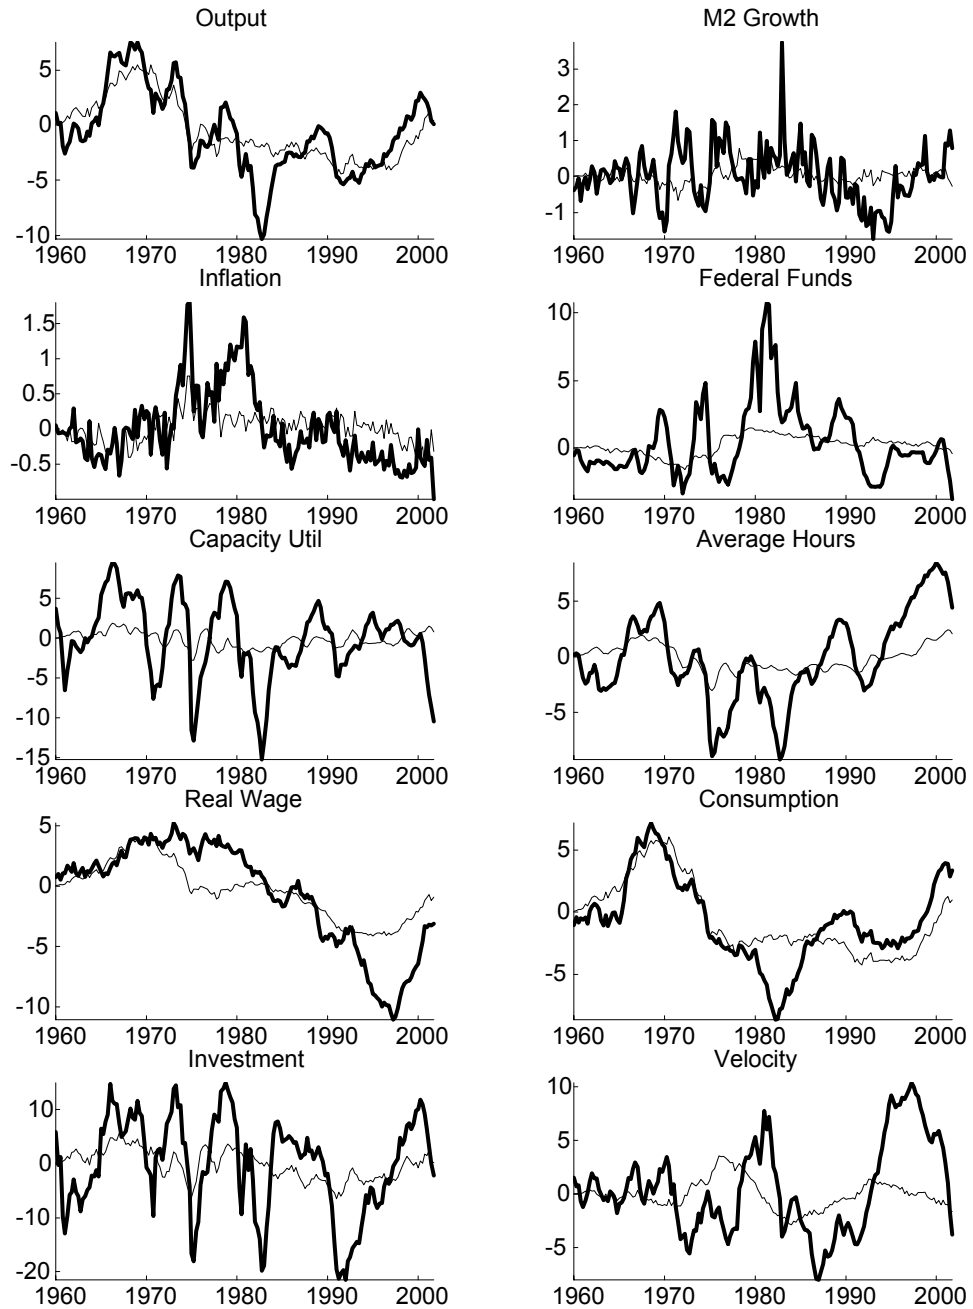 Output
5
0
-5
-10
1960 1970 1980 1990 2000
M2 Growth
3
2
1
0
-1
1960 1970 1980 1990 2000
Inflation
1.5
1
0.5
0
-0.5
1960 1970 1980 1990 2000
Federal Funds
10
5
0
1960 1970 1980 1990 2000
Capacity Util
5
0
-5
-10
-15
1960 1970 1980 1990 2000
Average Hours
5
0
-5
1960 1970 1980 1990 2000
Real Wage
5
0
-5
-10
1960 1970 1980 1990 2000
Consumption
5
0
-5
1960 1970 1980 1990 2000
Investment
10
0
-10
-20
1960 1970 1980 1990 2000
Velocity
10
5
0
-5
1960 1970 1980 1990 2000